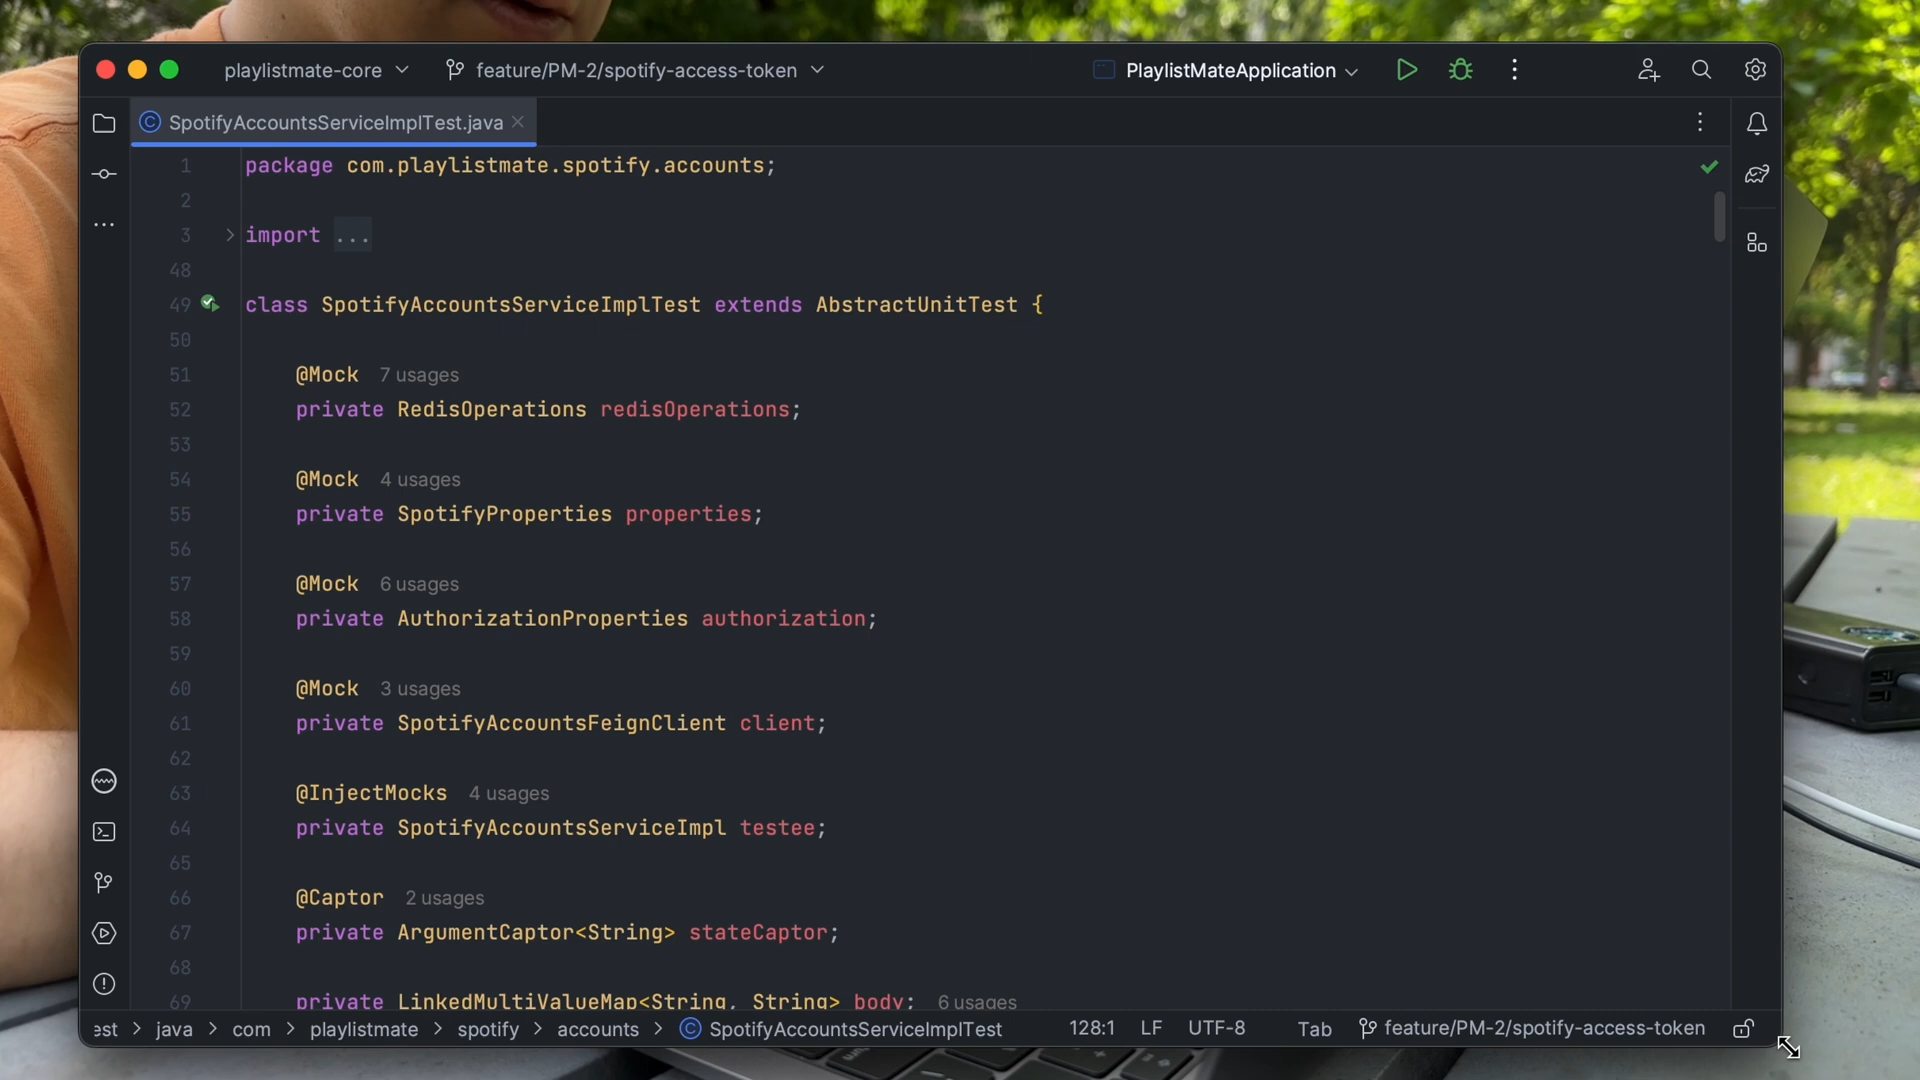 playlistmate-core feature/PM-2/spotify-access-token PlaylistMateApplication
SpotifyAccountsServiceImplTest.java
1 package com.playlistmate.spotify.accounts;
2
3 import ...
48
49 class SpotifyAccountsServiceImplTest extends AbstractUnitTest {
50
51 @Mock 7 usages
52 private RedisOperations redisOperations;
53
54 @Mock 4 usages
55 private SpotifyProperties properties;
56
57 @Mock 6 usages
58 private AuthorizationProperties authorization;
59
60 @Mock 3 usages
61 private SpotifyAccountsFeignClient client;
62
63 @InjectMocks 4 usages
64 private SpotifyAccountsServiceImpl testee;
65
66 @Captor 2 usages
67 private ArgumentCaptor<String> stateCaptor;
68
69 private LinkedMultiValueMap<String, String> body; 6 usages
est > java > com > playlistmate > spotify > accounts > SpotifyAccountsServiceImplTest 128:1 LF UTF-8 Tab feature/PM-2/spotify-access-token